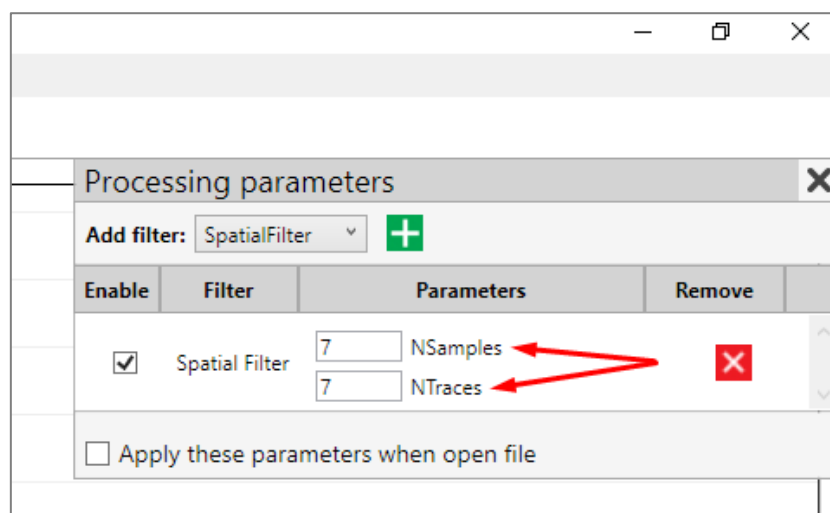 Processing parameters
Add filter: SpatialFilter
Enable Filter Parameters Remove
7 NSamples
Spatial Filter
7 NTraces
Apply these parameters when open file